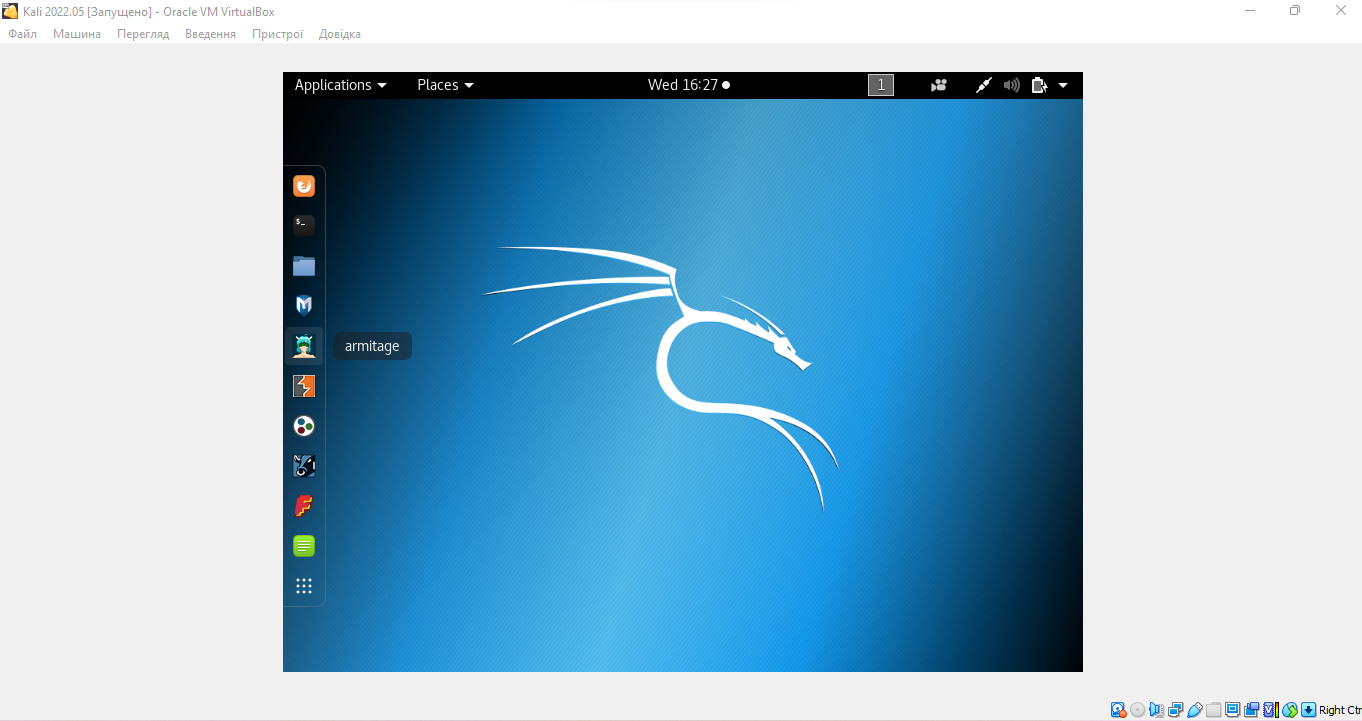 Kali 2022.05 [Запущено] - Oracle VM VirtualBox
Файл Машина Перегляд Введення Пристрої Довідка
Applications Places Wed 16:27 1
$_
armitage
Right Ctr